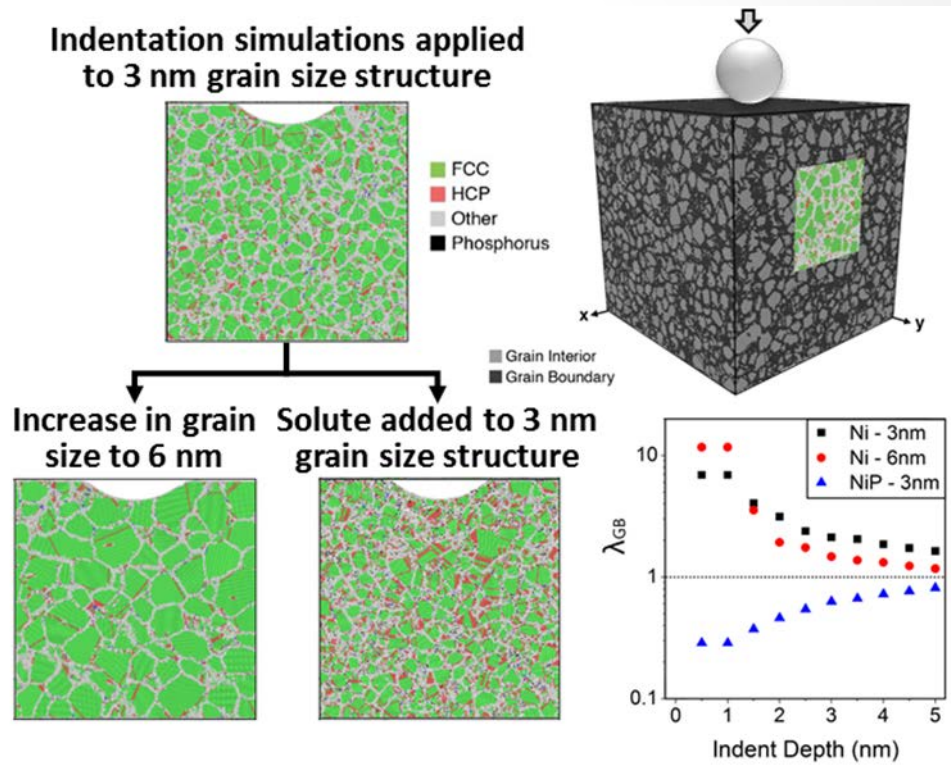 Indentation simulations applied
to 3 nm grain size structure
FCC
HCP
Other
Phosphorus
x
y
Grain Interior
Grain Boundary
Increase in grain
size to 6 nm
Solute added to 3 nm
grain size structure
Ni - 3nm
Ni - 6nm
NiP - 3nm
10
1
0.1
λGB
0 1 2 3 4 5
Indent Depth (nm)